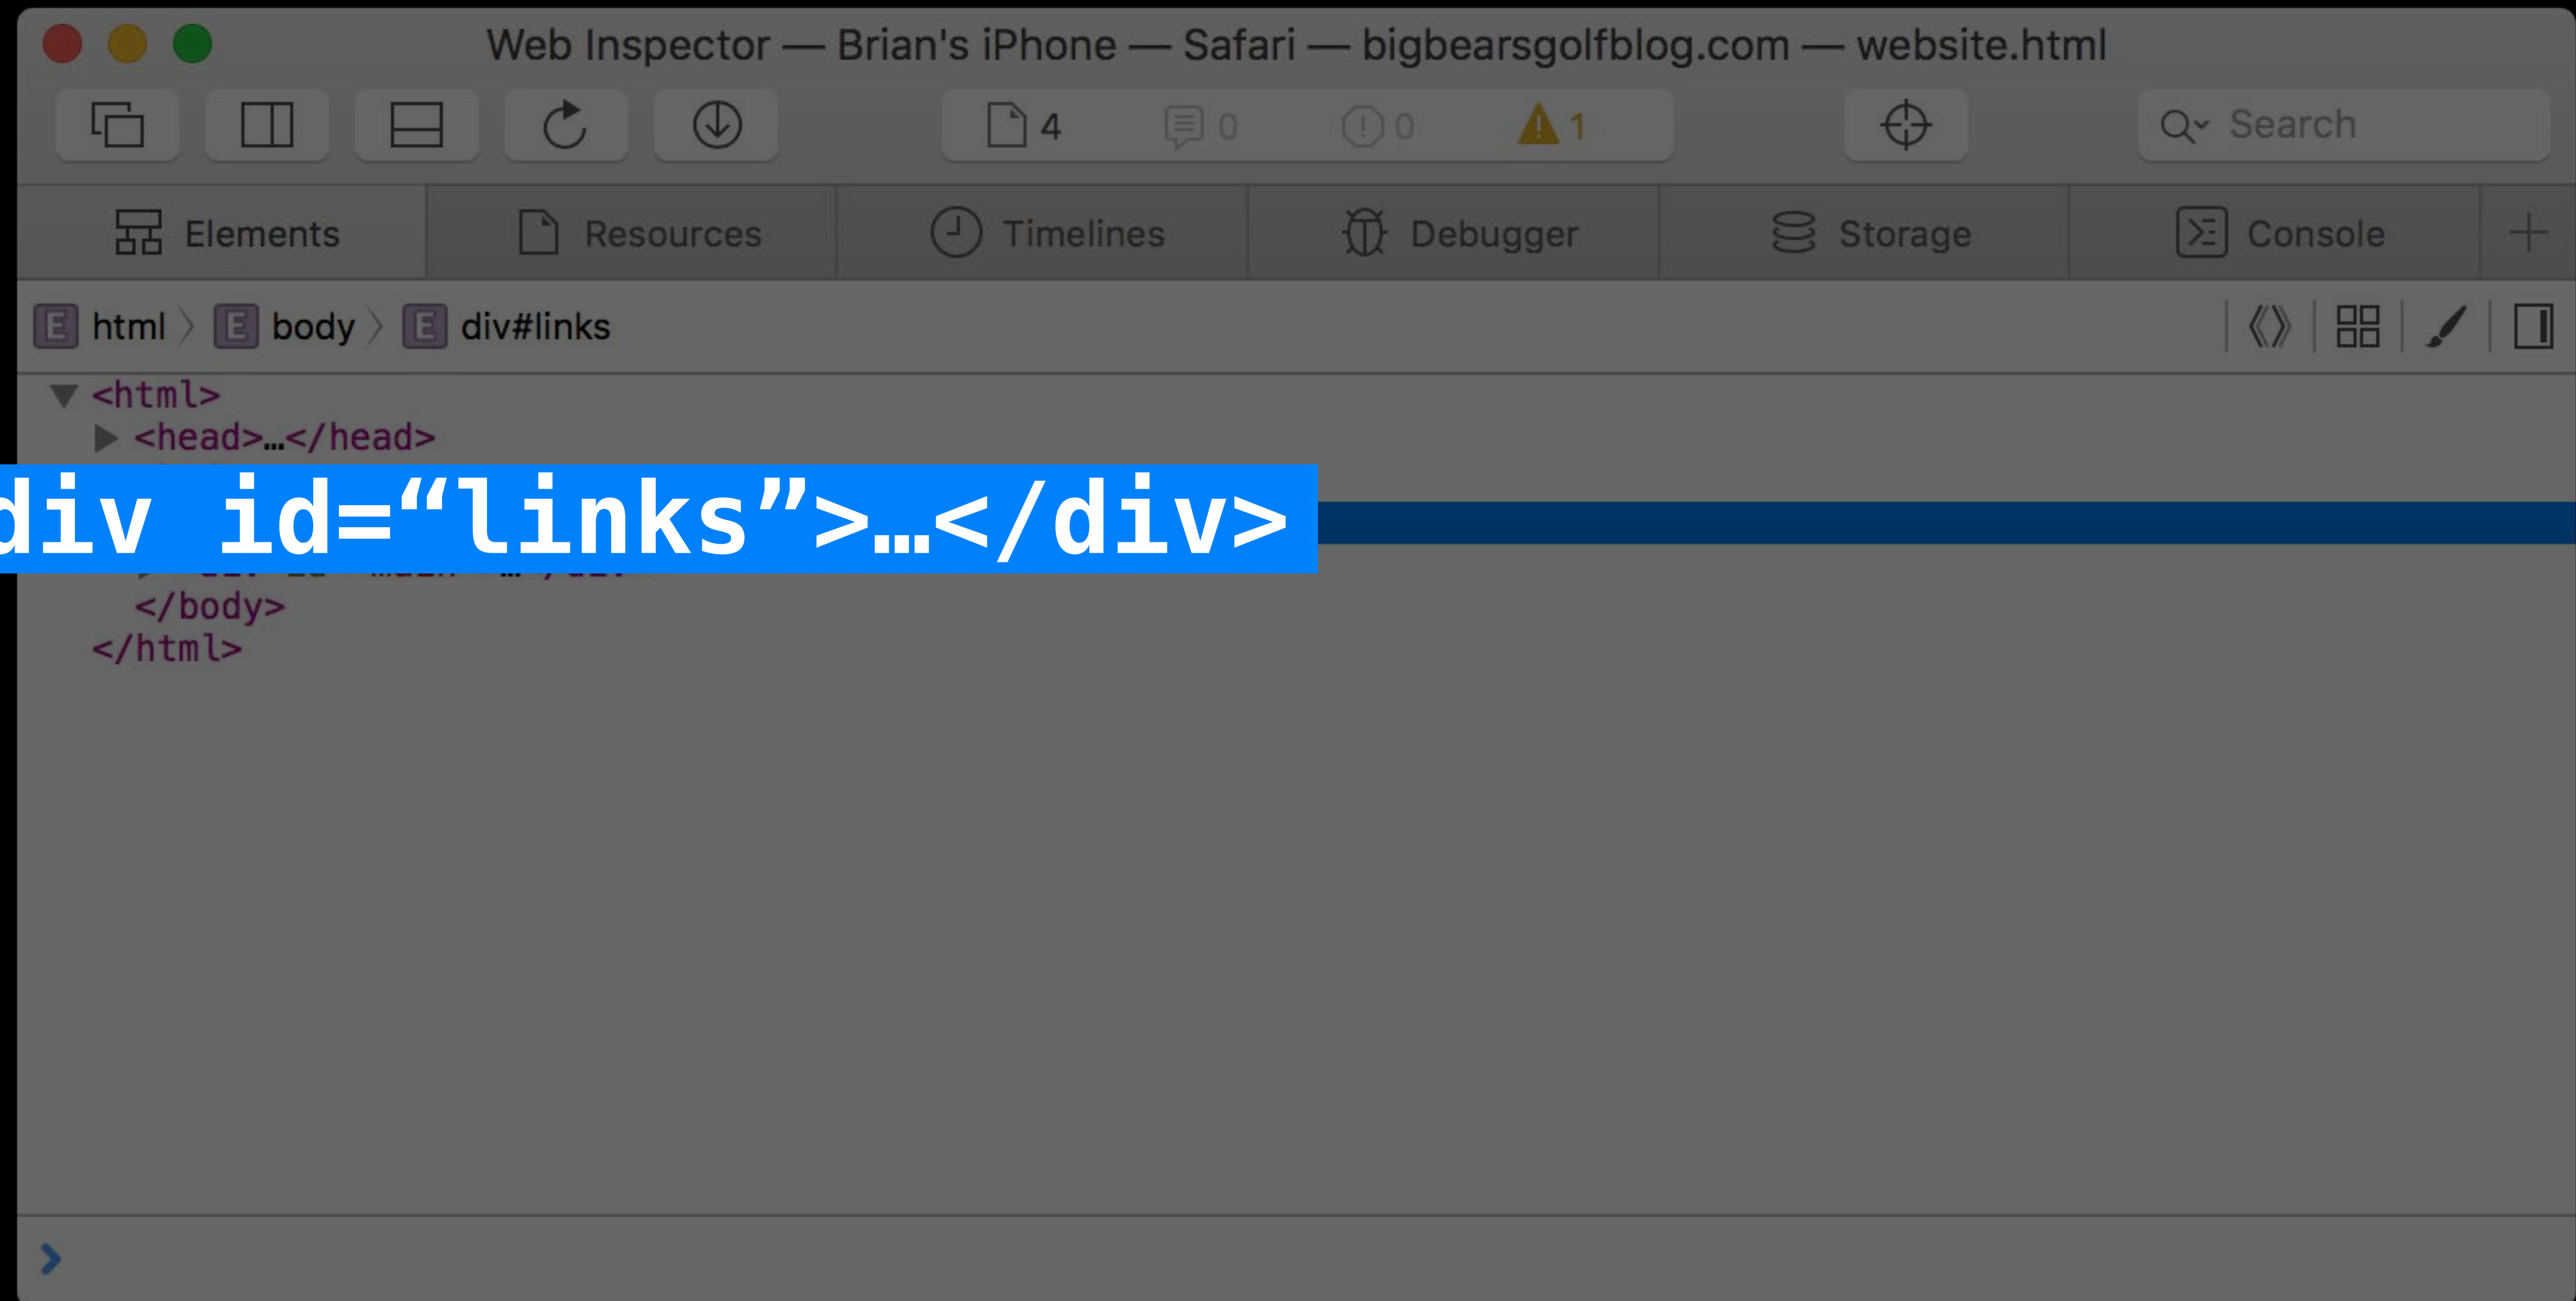 Web Inspector — Brian's iPhone — Safari — bigbearsgolfblog.com — website.html
4 0 0 1 Search
Elements Resources Timelines Debugger Storage Console
E html E body E div#links
<html>
<head>…</head>
div id=“links”>…</div>
</body>
</html>